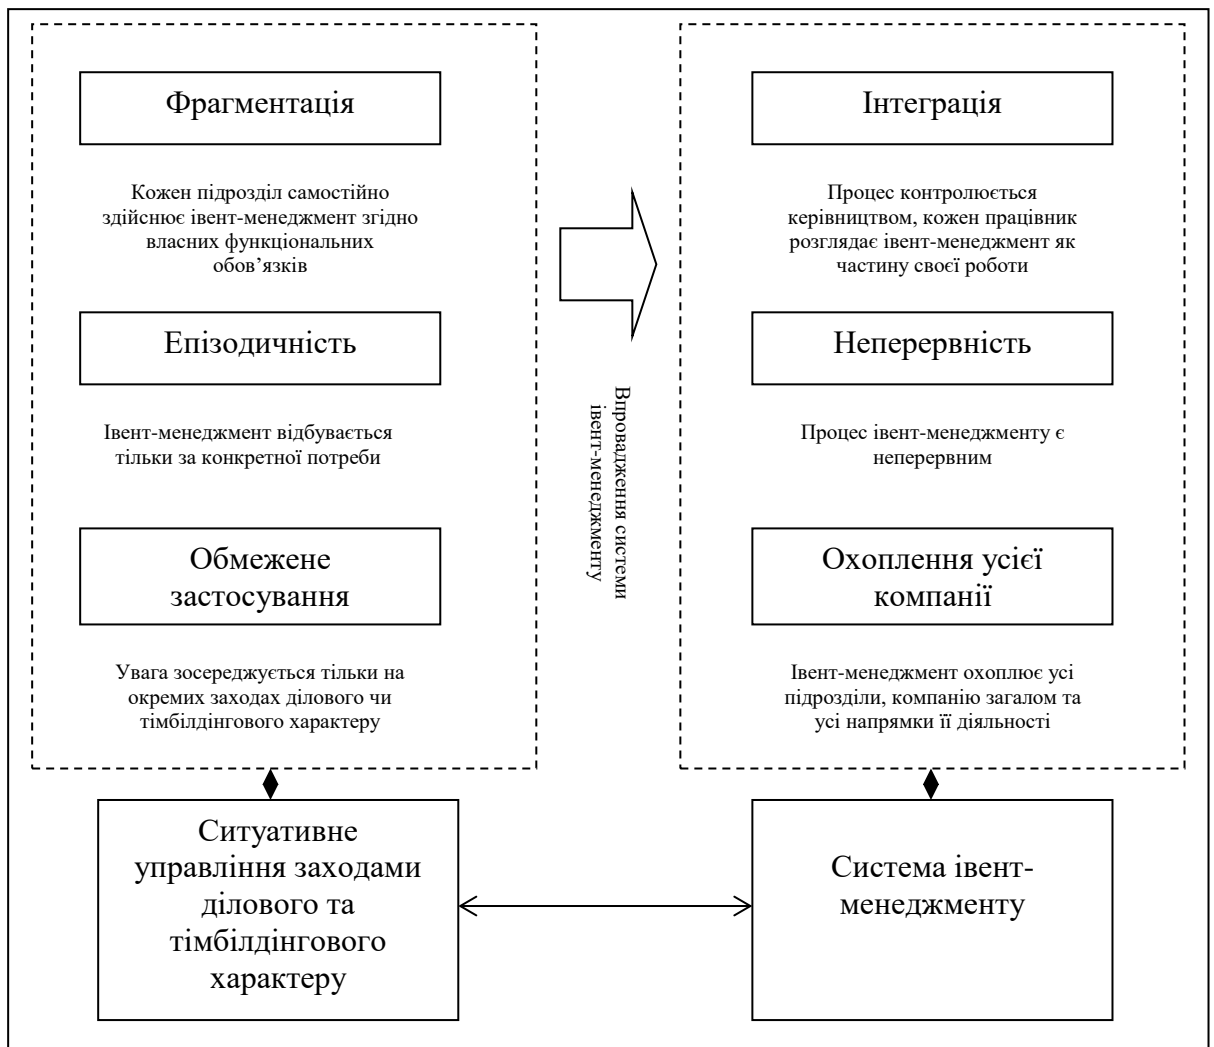 Фрагментація
Кожен підрозділ самостійно
здійснює івент-менеджмент згідно
власних функціональних
обов’язків
Епізодичність
Івент-менеджмент відбувається
тільки за конкретної потреби
Обмежене
застосування
Увага зосереджується тільки на
окремих заходах ділового чи
тімбілдінгового характеру
Впровадження системи
івент-менеджменту
Інтеграція
Процес контролюється
керівництвом, кожен працівник
розглядає івент-менеджмент як
частину своєї роботи
Неперервність
Процес івент-менеджменту є
неперервним
Охоплення усієї
компанії
Івент-менеджмент охоплює усі
підрозділи, компанію загалом та
усі напрямки її діяльності
Ситуативне
управління заходами
ділового та
тімбілдінгового
характеру
Система івент-
менеджменту